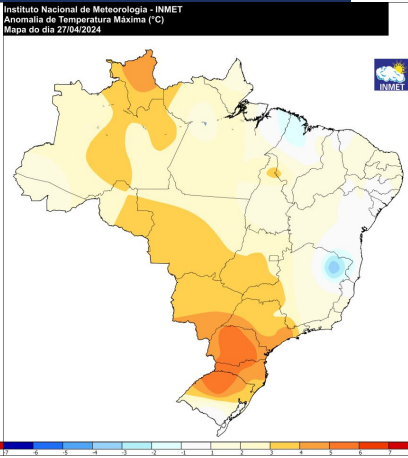 Instituto Nacional de Meteorologia - INMET
Anomalia de Temperatura Máxima (°C)
Mapa do dia 27/04/2024
INMET
-7 -6 -5 -4 -3 -2 -1 1 2 3 4 5 6 7